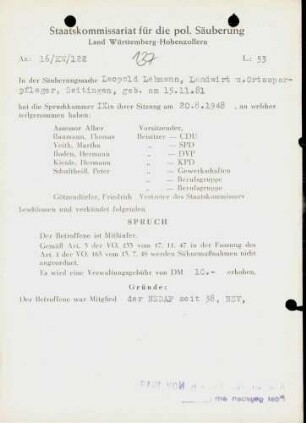 Staatskommissariat für die pol. Säuberung
Land Württemberg-Hohenzollern
Az: 16/XX/122 137 L: 53
In der Säuberungssache Leopold Lehmann, Landwirt u.Ortsspar-
pfleger, Seitingen, geb. am 15.11.81
hat die Spruchkammer IX in ihrer Sitzung am 20.8.1948, an welcher
teilgenommen haben:
Assessor Vorsitzender,
Baumann, Thomas Beisitzer — CDU
Veith, Martha „ — SPD
Boden, Hermann „ — DVP
Kienle, Hermann „ — KPD
Schultheiß, Peter „ — Gewerkschaften
„ — Berufsgruppe
„ — Berufsgruppe
Götzendörfer, Friedrich Vertreter des Staatskommissars
beschlossen und verkündet folgenden
SPRUCH
Der Betroffene ist Mitläufer.
Gemäß Art. 5 der VO. 133 vom 17. 11. 47 in der Fassung des
Art. 1 der VO. 165 vom 13. 7. 48 werden Sühnemaßnahmen nicht
angeordnet.
Es wird eine Verwaltungsgebühr von DM 10.- erhoben.
Gründe:
Der Betroffene war Mitglied der NSDAP seit 38, NSV,